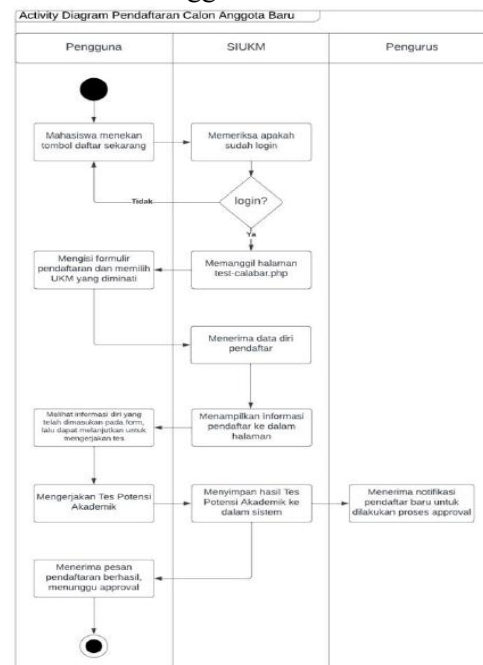 Activity Diagram Pendaftaran Calon Anggota Baru
Pengguna
SIUKM
Pengurus
Mahasiswa menekan
tombol daftar sekarang
Memeriksa apakah
sudah login
login?
Tidak
Ya
Mengisi formulir
pendaftaran dan memilih
UKM yang diminati
Memanggil halaman
test-calabar.php
Menerima data diri
pendaftar
Melihat informasi diri yang
telah dimasukan pada form,
lalu dapat melanjutkan untuk
mengerjakan tes
Menampilkan informasi
pendaftar ke dalam
halaman
Mengerjakan Tes Potensi
Akademik
Menyimpan hasil Tes
Potensi Akademik ke
dalam sistem
Menerima notifikasi
pendaftar baru untuk
dilakukan proses approval
Menerima pesan
pendaftaran berhasil,
menunggu approval